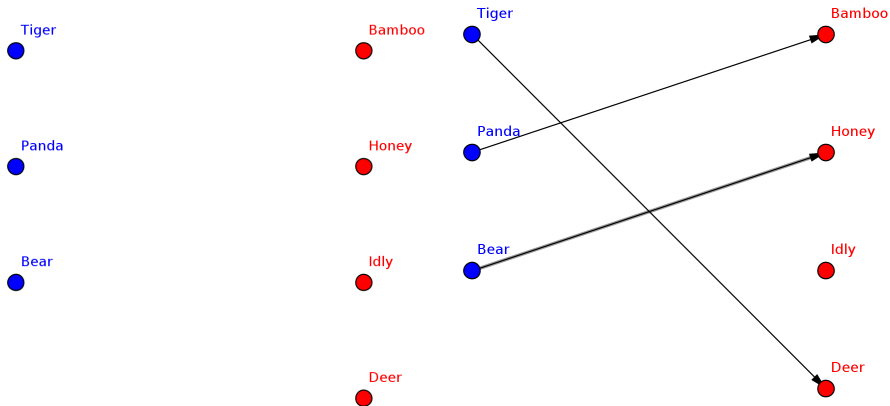 Tiger
Bamboo
Panda
Honey
Bear
Idly
Deer
Tiger
Bamboo
Panda
Honey
Bear
Idly
Deer